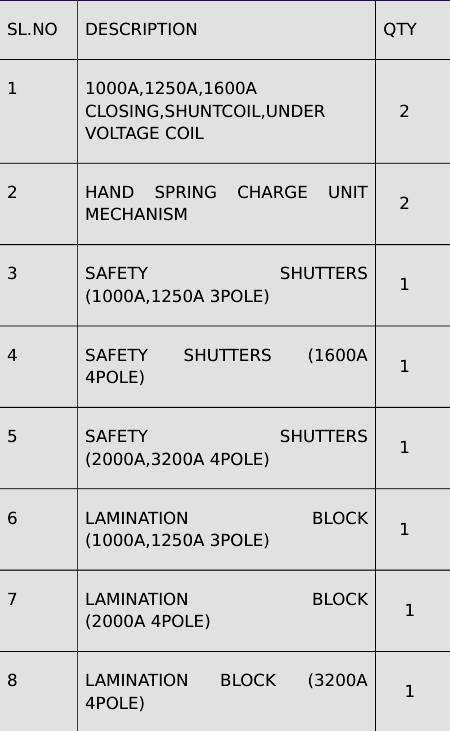 SL.NO DESCRIPTION QTY
1 1000A,1250A,1600A
CLOSING,SHUNTCOIL,UNDER 2
VOLTAGE COIL
2 HAND SPRING CHARGE UNIT
MECHANISM 2
3 SAFETY SHUTTERS
(1000A,1250A 3POLE) 1
4 SAFETY SHUTTERS (1600A
4POLE) 1
5 SAFETY SHUTTERS
(2000A,3200A 4POLE) 1
6 LAMINATION BLOCK
(1000A,1250A 3POLE) 1
7 LAMINATION BLOCK
(2000A 4POLE) 1
8 LAMINATION BLOCK (3200A
4POLE) 1